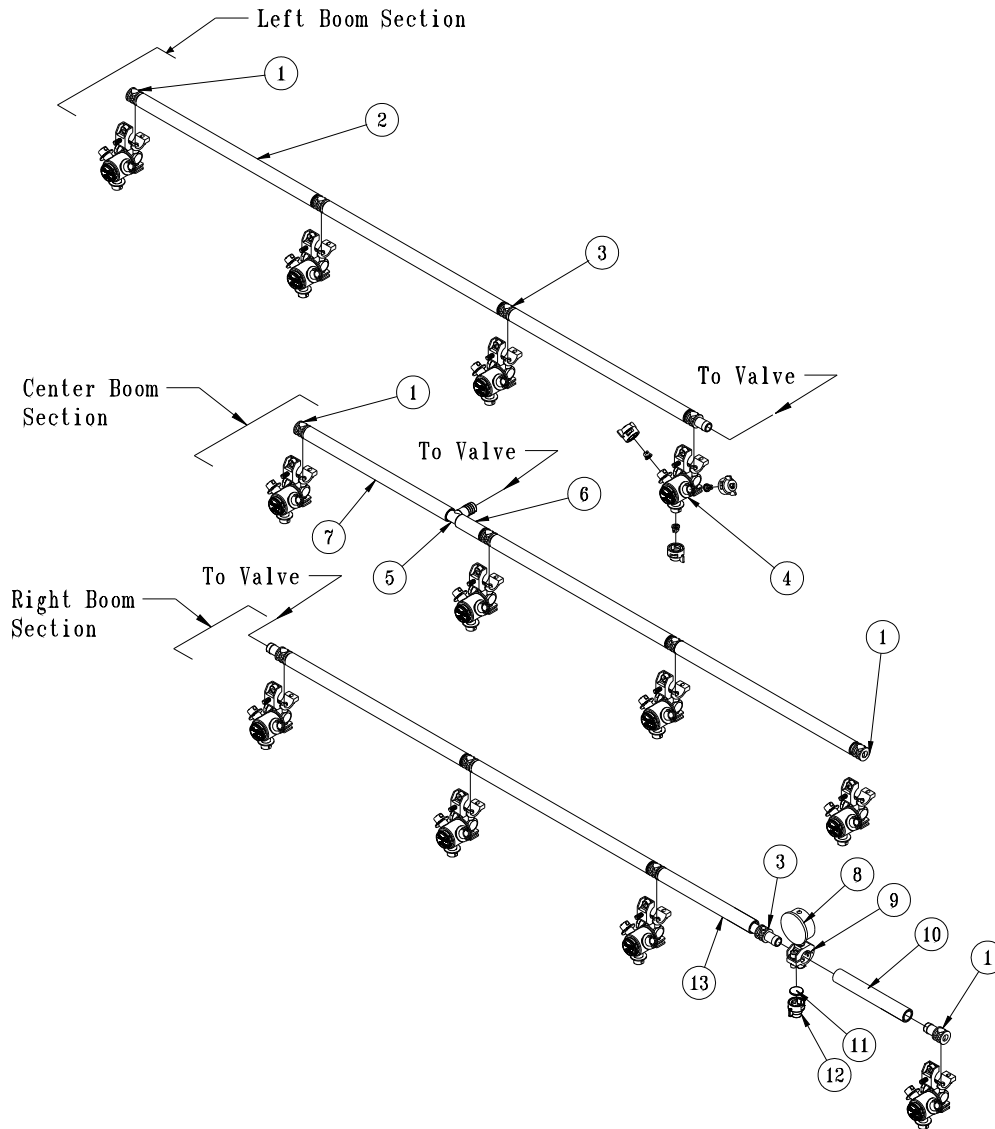 Left Boom Section
1
2
3
To Valve
Center Boom
Section
1
To Valve
6
7
5
4
To Valve
Right Boom
Section
1
3
8
9
10
1
13
11
12